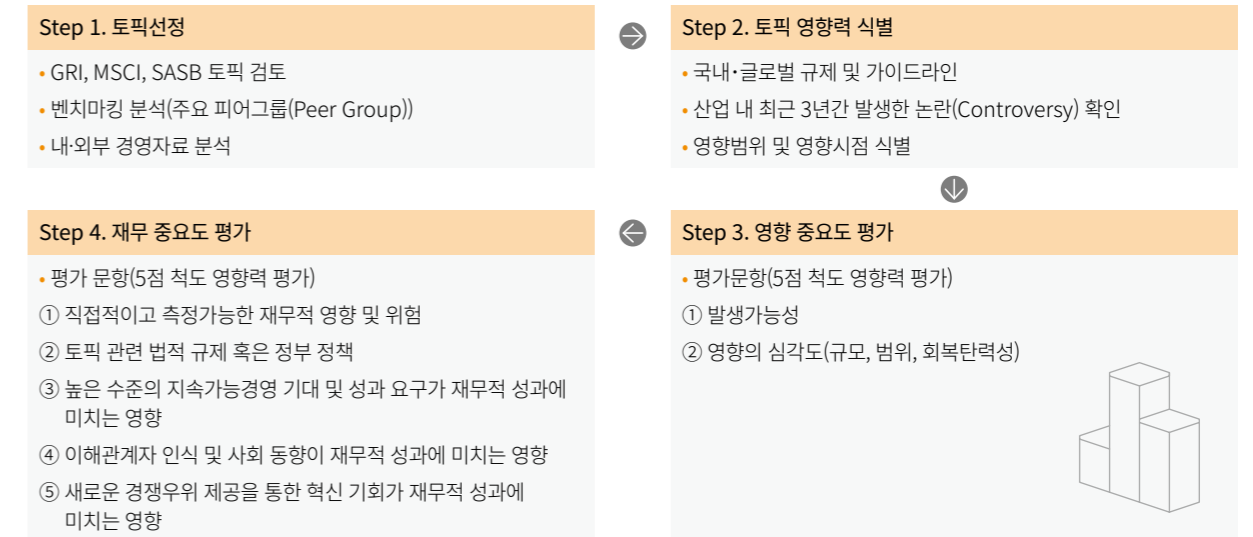 Step 1. 토픽선정
• GRI, MSCI, SASB 토픽 검토
• 벤치마킹 분석(주요 피어그룹(Peer Group))
• 내·외부 경영자료 분석
Step 2. 토픽 영향력 식별
• 국내·글로벌 규제 및 가이드라인
• 산업 내 최근 3년간 발생한 논란(Controversy) 확인
• 영향범위 및 영향시점 식별
Step 3. 영향 중요도 평가
• 평가문항(5점 척도 영향력 평가)
① 발생가능성
② 영향의 심각도(규모, 범위, 회복탄력성)
Step 4. 재무 중요도 평가
• 평가 문항(5점 척도 영향력 평가)
① 직접적이고 측정가능한 재무적 영향 및 위험
② 토픽 관련 법적 규제 혹은 정부 정책
③ 높은 수준의 지속가능경영 기대 및 성과 요구가 재무적 성과에
미치는 영향
④ 이해관계자 인식 및 사회 동향이 재무적 성과에 미치는 영향
⑤ 새로운 경쟁우위 제공을 통한 혁신 기회가 재무적 성과에
미치는 영향